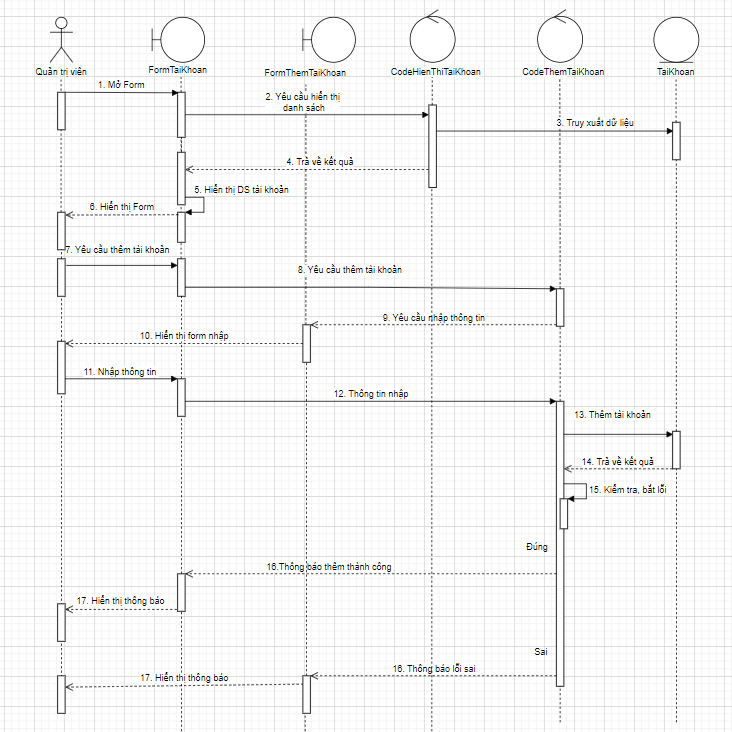 Quản trị viên
FormTaiKhoan
FormThemTaiKhoan
CodeHienThiTaiKhoan
CodeThemTaiKhoan
TaiKhoan
1. Mở Form
2. Yêu cầu hiển thị
danh sách
3. Truy xuất dữ liệu
4. Trả về kết quả
5. Hiển thị DS tài khoản
6. Hiển thị Form
7. Yêu cầu thêm tài khoản
8. Yêu cầu thêm tài khoản
9. Yêu cầu nhập thông tin
10. Hiển thị form nhập
11. Nhập thông tin
12. Thông tin nhập
13. Thêm tài khoản
14. Trả về kết quả
15. Kiểm tra, bắt lỗi
Đúng
16.Thông báo thêm thành công
17. Hiển thị thông báo
Sai
16. Thông báo lỗi sai
17. Hiển thị thông báo